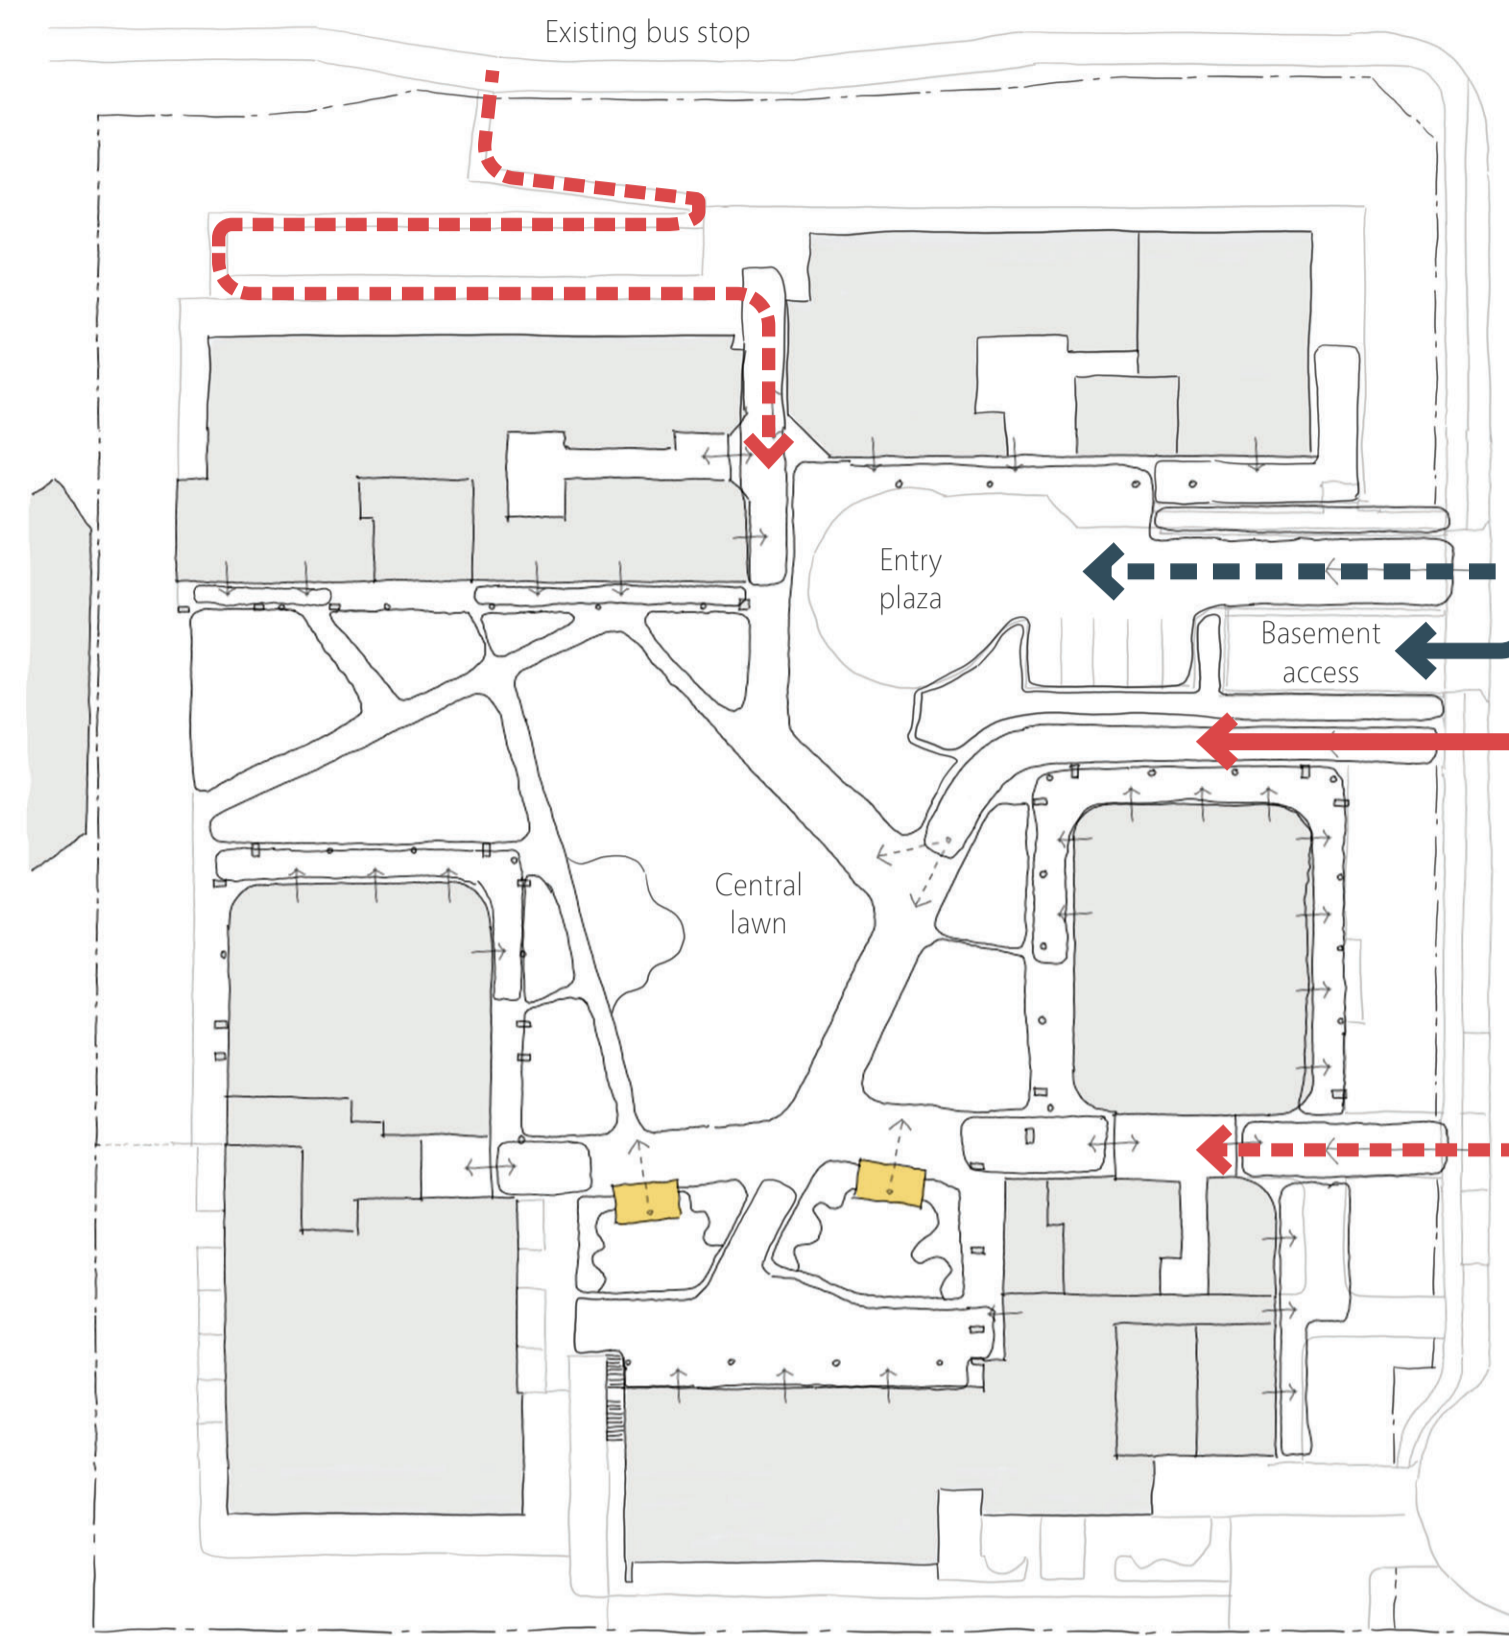 Existing bus stop
Entry
plaza
Basement
access
Central
lawn